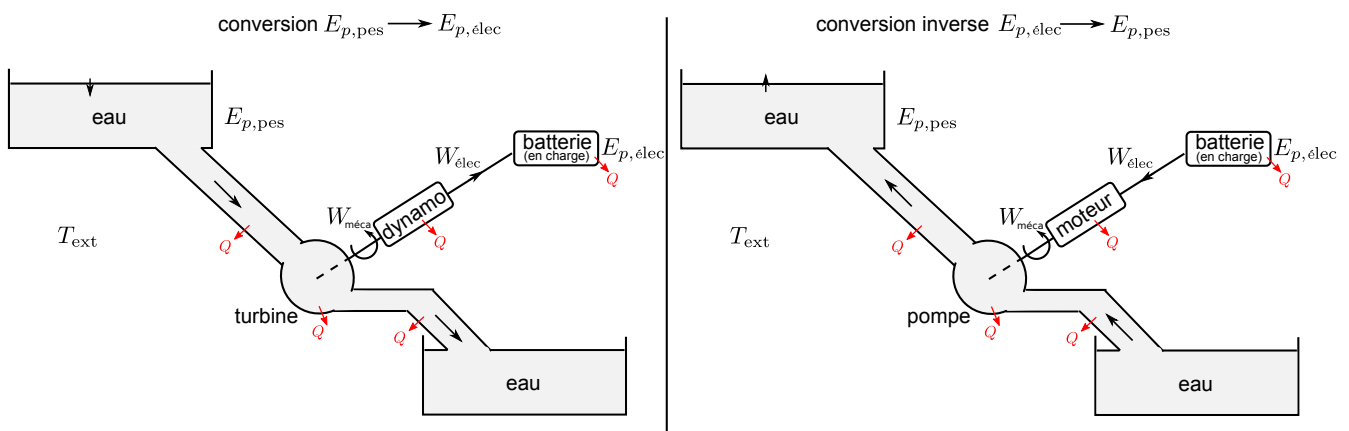 conversion E_{p,pes} ⟶ E_{p,élec}
eau
E_{p,pes}
batterie
(en charge)
E_{p,élec}
Q
W_{élec}
dynamo
W_{méca}
Q
Q
T_{ext}
turbine
Q
Q
eau
conversion inverse E_{p,élec} ⟶ E_{p,pes}
eau
E_{p,pes}
batterie
(en charge)
E_{p,élec}
Q
W_{élec}
moteur
W_{méca}
Q
Q
T_{ext}
pompe
Q
Q
eau